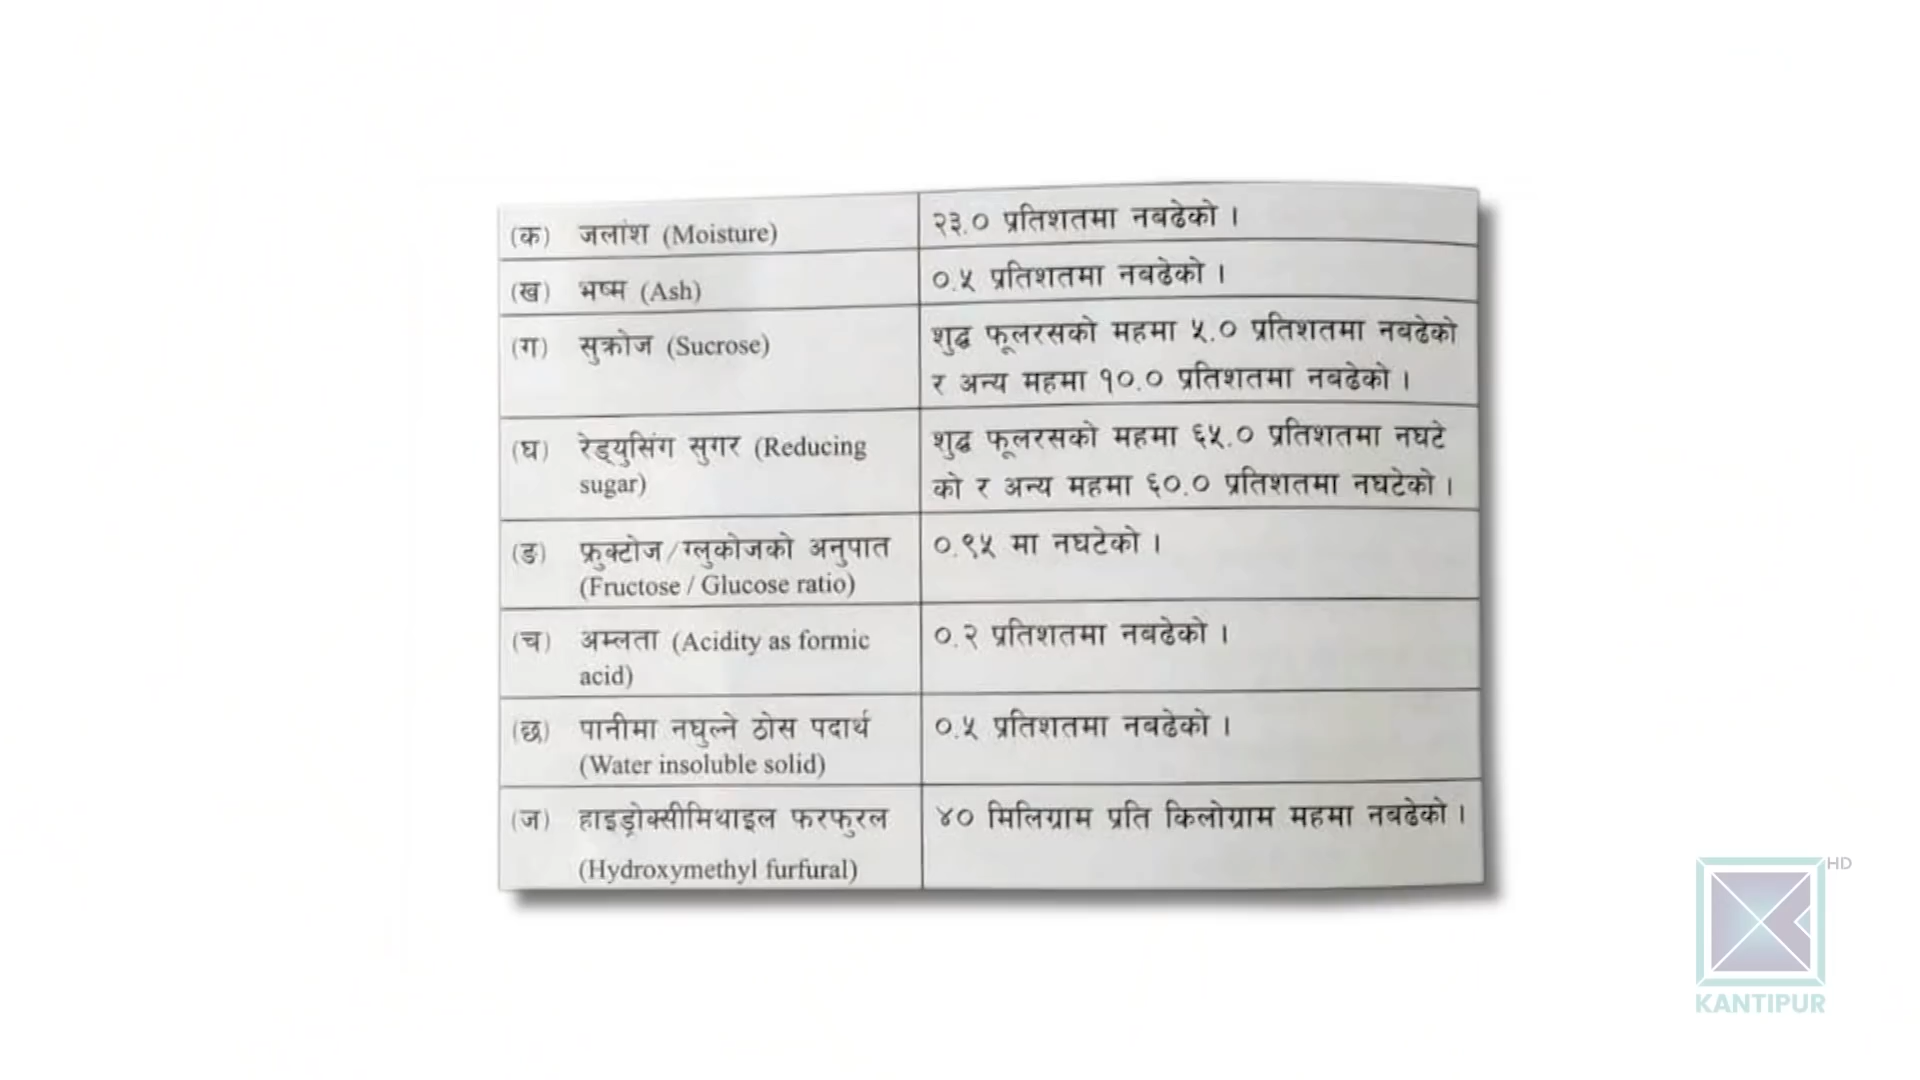 (क) जलांश (Moisture)
२३.० प्रतिशतमा नबढेको ।
(ख) भष्म (Ash)
०.५ प्रतिशतमा नबढेको ।
(ग) सुक्रोज (Sucrose)
शुद्ध फूलरसको महमा ५.० प्रतिशतमा नबढेको
र अन्य महमा १०.० प्रतिशतमा नबढेको ।
(घ) रेड्युसिंग सुगर (Reducing
sugar)
शुद्ध फूलरसको महमा ६५.० प्रतिशतमा नघटे
को र अन्य महमा ६०.० प्रतिशतमा नघटेको ।
(ङ) फ्रुक्टोज/ग्लुकोजको अनुपात
(Fructose / Glucose ratio)
०.९५ मा नघटेको ।
(च) अम्लता (Acidity as formic
acid)
०.२ प्रतिशतमा नबढेको ।
(छ) पानीमा नघुल्ने ठोस पदार्थ
(Water insoluble solid)
०.५ प्रतिशतमा नबढेको ।
(ज) हाइड्रोक्सीमिथाइल फरफुरल
(Hydroxymethyl furfural)
४० मिलिग्राम प्रति किलोग्राम महमा नबढेको ।
HD
KANTIPUR